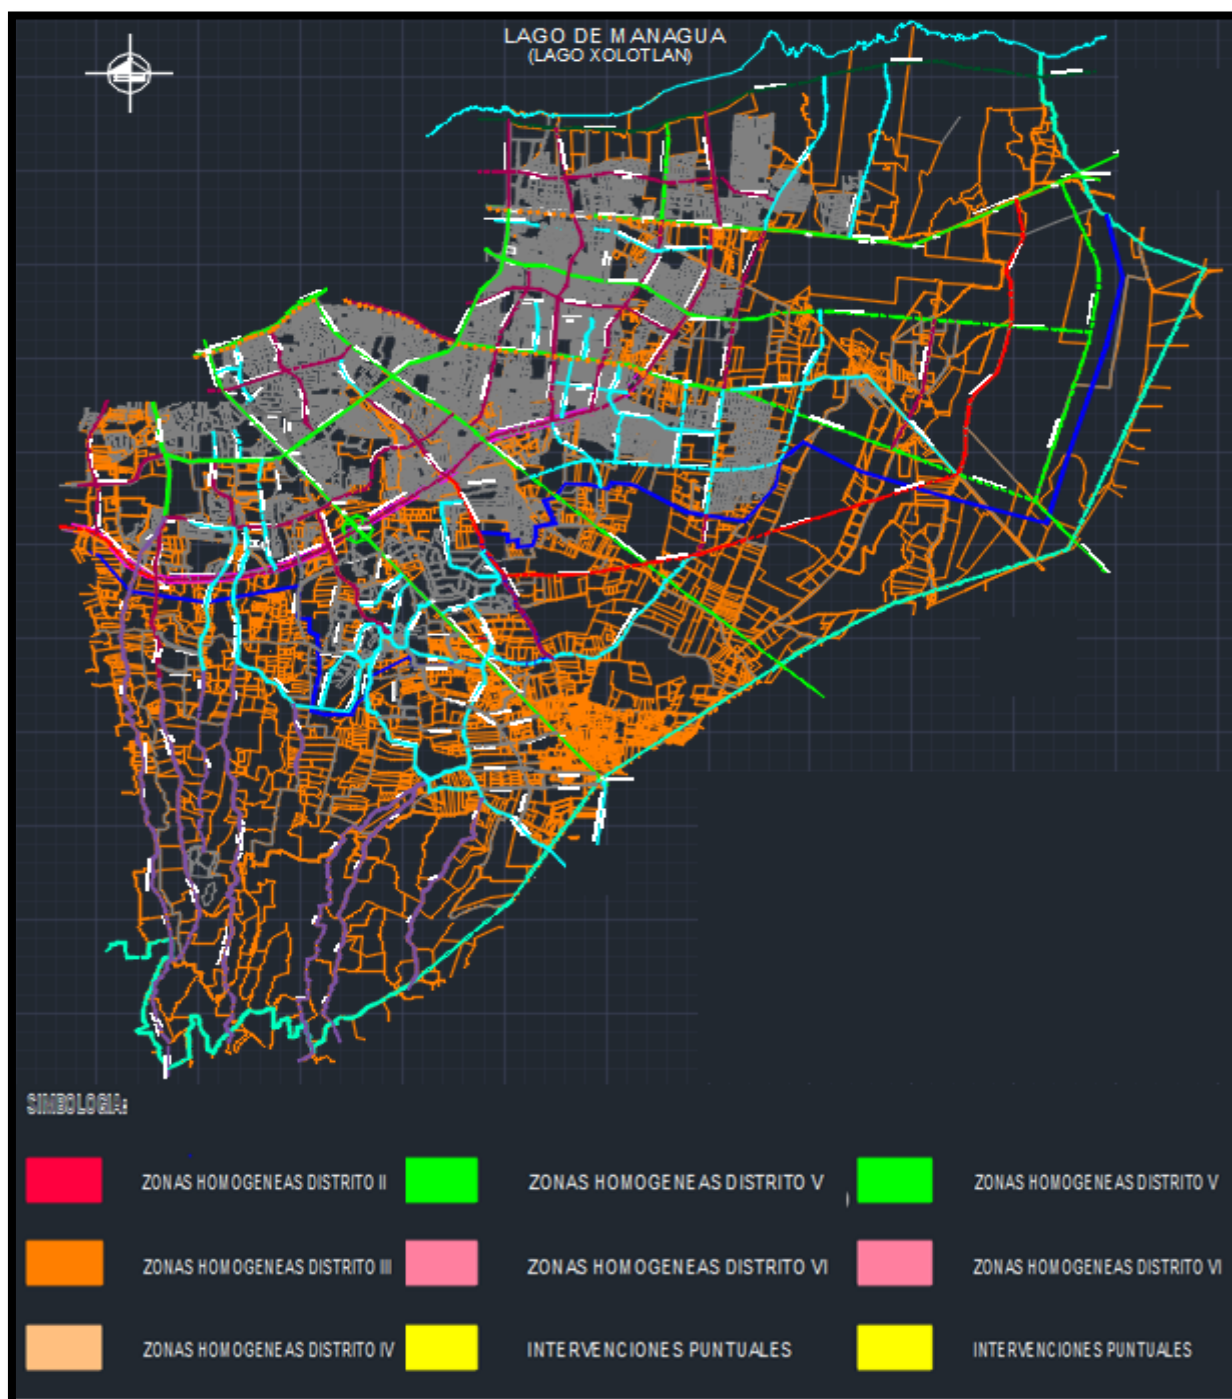 LAGO DE MANAGUA
(LAGO XOLOTLAN)
SIMBOLOGIA:
ZONAS HOMOGENEAS DISTRITO II
ZONAS HOMOGENEAS DISTRITO V
ZONAS HOMOGENEAS DISTRITO V
ZONAS HOMOGENEAS DISTRITO III
ZONAS HOMOGENEAS DISTRITO VI
ZONAS HOMOGENEAS DISTRITO VI
ZONAS HOMOGENEAS DISTRITO IV
INTERVENCIONES PUNTUALES
INTERVENCIONES PUNTUALES